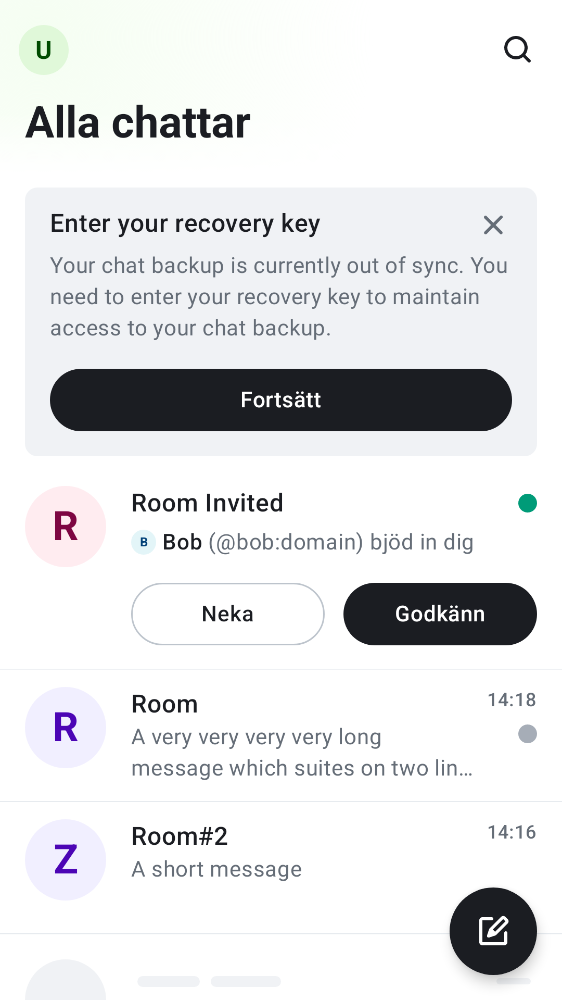 U
Alla chattar
Enter your recovery key
Your chat backup is currently out of sync. You
need to enter your recovery key to maintain
access to your chat backup.
Fortsätt
R
Room Invited
B Bob (@bob:domain) bjöd in dig
Neka
Godkänn
R
Room
14:18
A very very very very long
message which suites on two lin…
Z
Room#2
14:16
A short message